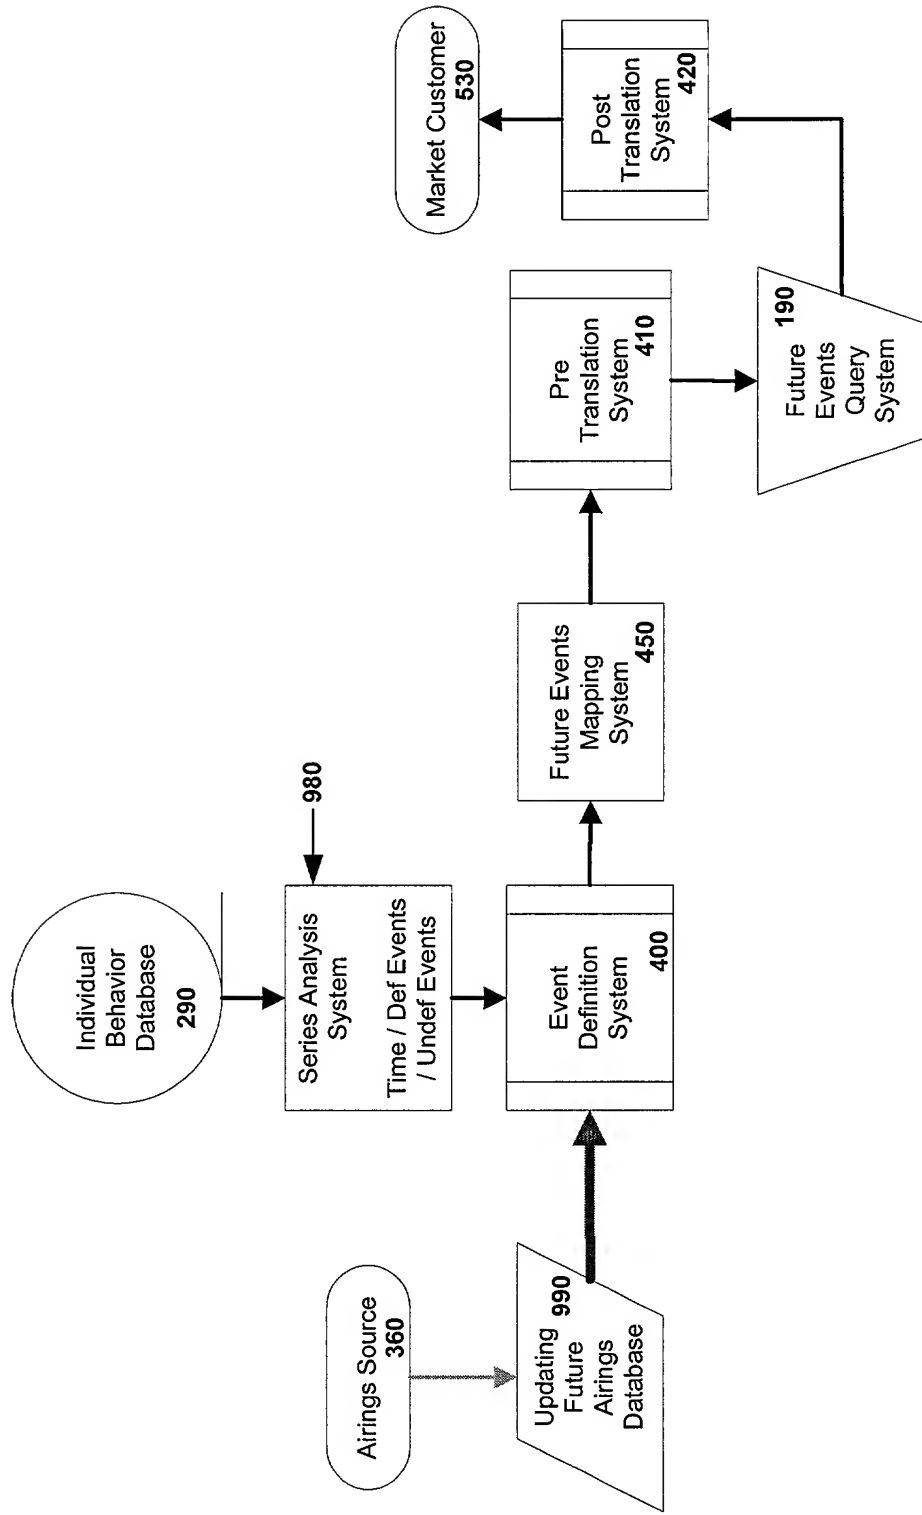 Individual
Behavior
Database
290
Series Analysis
System
Time / Def Events
/ Undef Events
980
Airings Source
360
Updating
Future
Airings
Database
990
Event
Definition
System
400
Future Events
Mapping
System
450
Pre
Translation
System
410
Future
Events
Query
System
190
Post
Translation
System
420
Market Customer
530